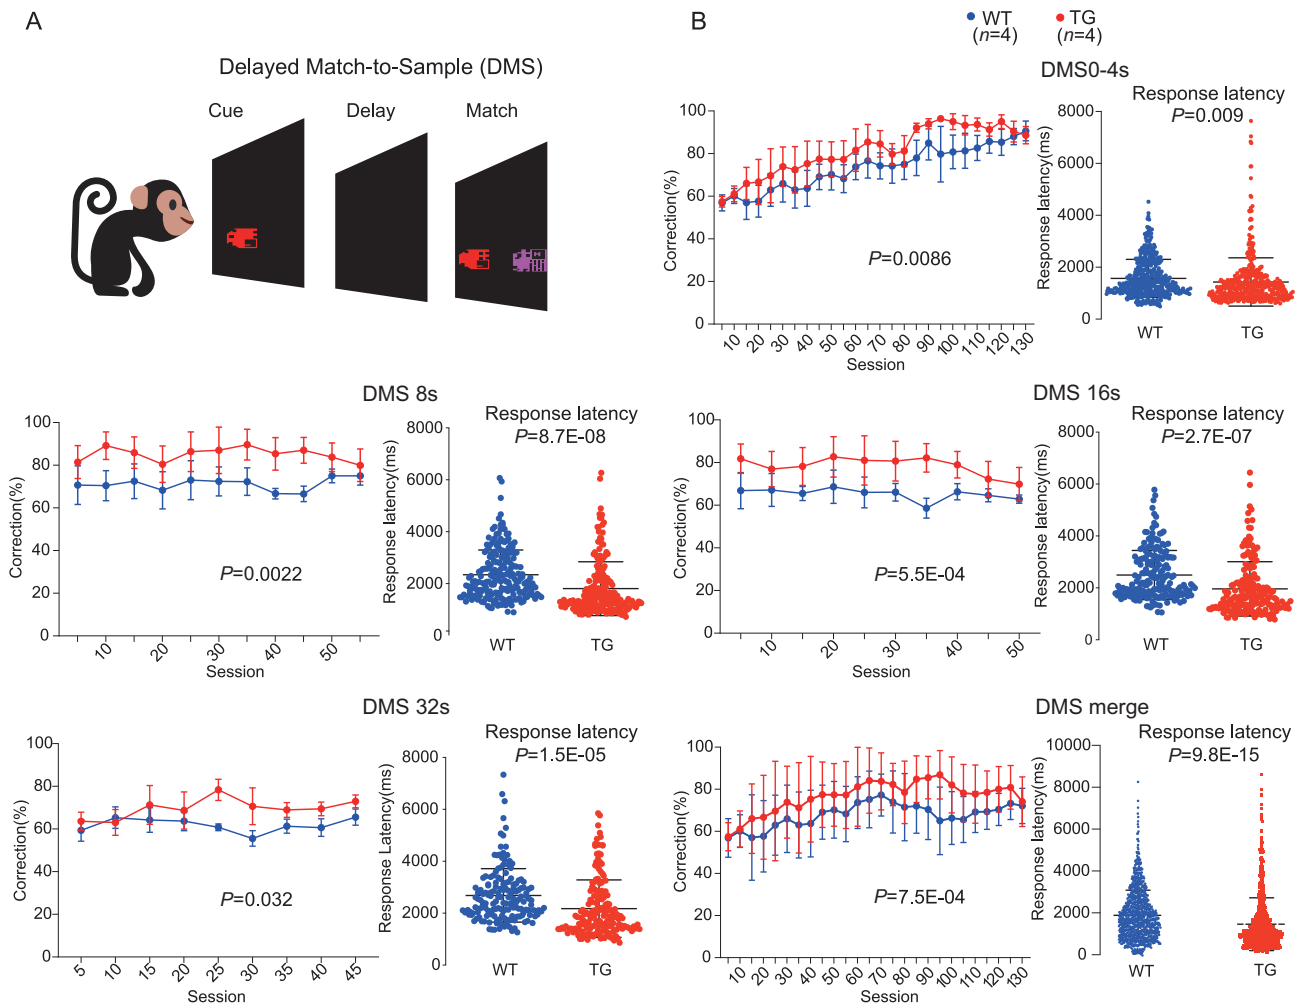 A
Delayed Match-to-Sample (DMS)
Cue
Delay
Match
B
WT
(n=4)
TG
(n=4)
DMS0-4s
Correction(%)
100
80
60
40
20
0
P=0.0086
10
20
30
40
50
60
70
80
90
100
110
120
130
Session
Response latency
P=0.009
Response latency(ms)
8000
6000
4000
2000
0
WT
TG
DMS 8s
Correction(%)
100
80
60
40
20
0
P=0.0022
10
20
30
40
50
Session
Response latency
P=8.7E-08
Response latency(ms)
8000
6000
4000
2000
0
WT
TG
DMS 16s
Correction(%)
100
80
60
40
20
0
P=5.5E-04
10
20
30
40
50
Session
Response latency
P=2.7E-07
Response latency(ms)
8000
6000
4000
2000
0
WT
TG
DMS 32s
Correction(%)
100
80
60
40
20
0
P=0.032
5
10
15
20
25
30
35
40
45
Session
Response latency
P=1.5E-05
Response Latency(ms)
8000
6000
4000
2000
0
WT
TG
DMS merge
Correction(%)
100
80
60
40
20
0
P=7.5E-04
10
20
30
40
50
60
70
80
90
100
110
120
130
Session
Response latency
P=9.8E-15
Response latency(ms)
10000
8000
6000
4000
2000
0
WT
TG